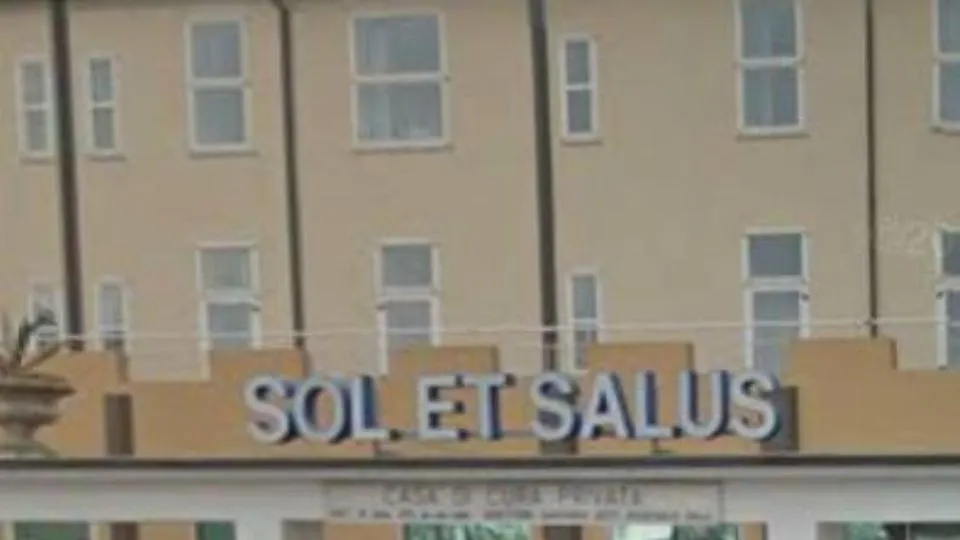 SOL ET SALUS
CASA DI CURA PRIVATA